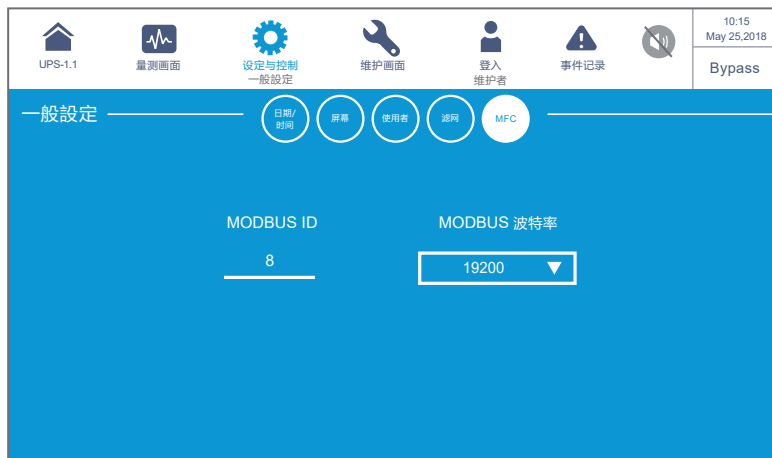 UPS-1.1
量测画面
设定与控制
一般設定
维护画面
登入
维护者
事件记录
10:15
May 25,2018
Bypass
一般設定
日期/
时间
屏幕
使用者
滤网
MFC
MODBUS ID
MODBUS 波特率
8
19200